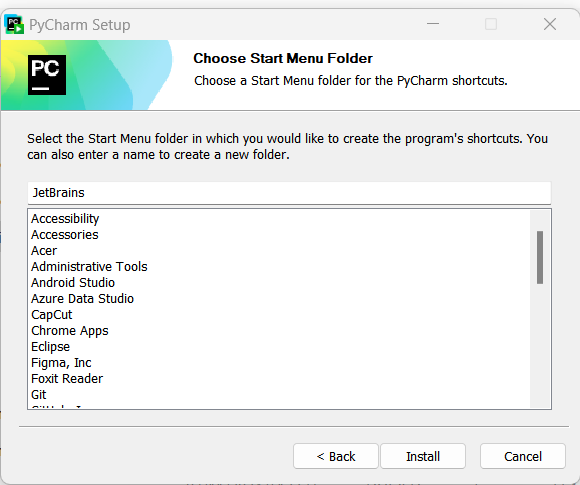 PyCharm Setup
PC
Choose Start Menu Folder
Choose a Start Menu folder for the PyCharm shortcuts.
Select the Start Menu folder in which you would like to create the program's shortcuts. You
can also enter a name to create a new folder.
JetBrains
Accessibility
Accessories
Acer
Administrative Tools
Android Studio
Azure Data Studio
CapCut
Chrome Apps
Eclipse
Figma, Inc
Foxit Reader
Git
< Back
Install
Cancel